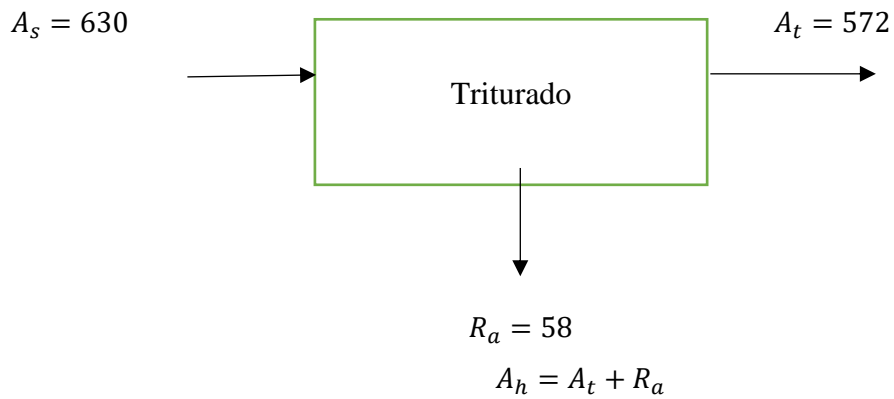 A_s = 630
A_t = 572
Triturado
R_a = 58
A_h = A_t + R_a